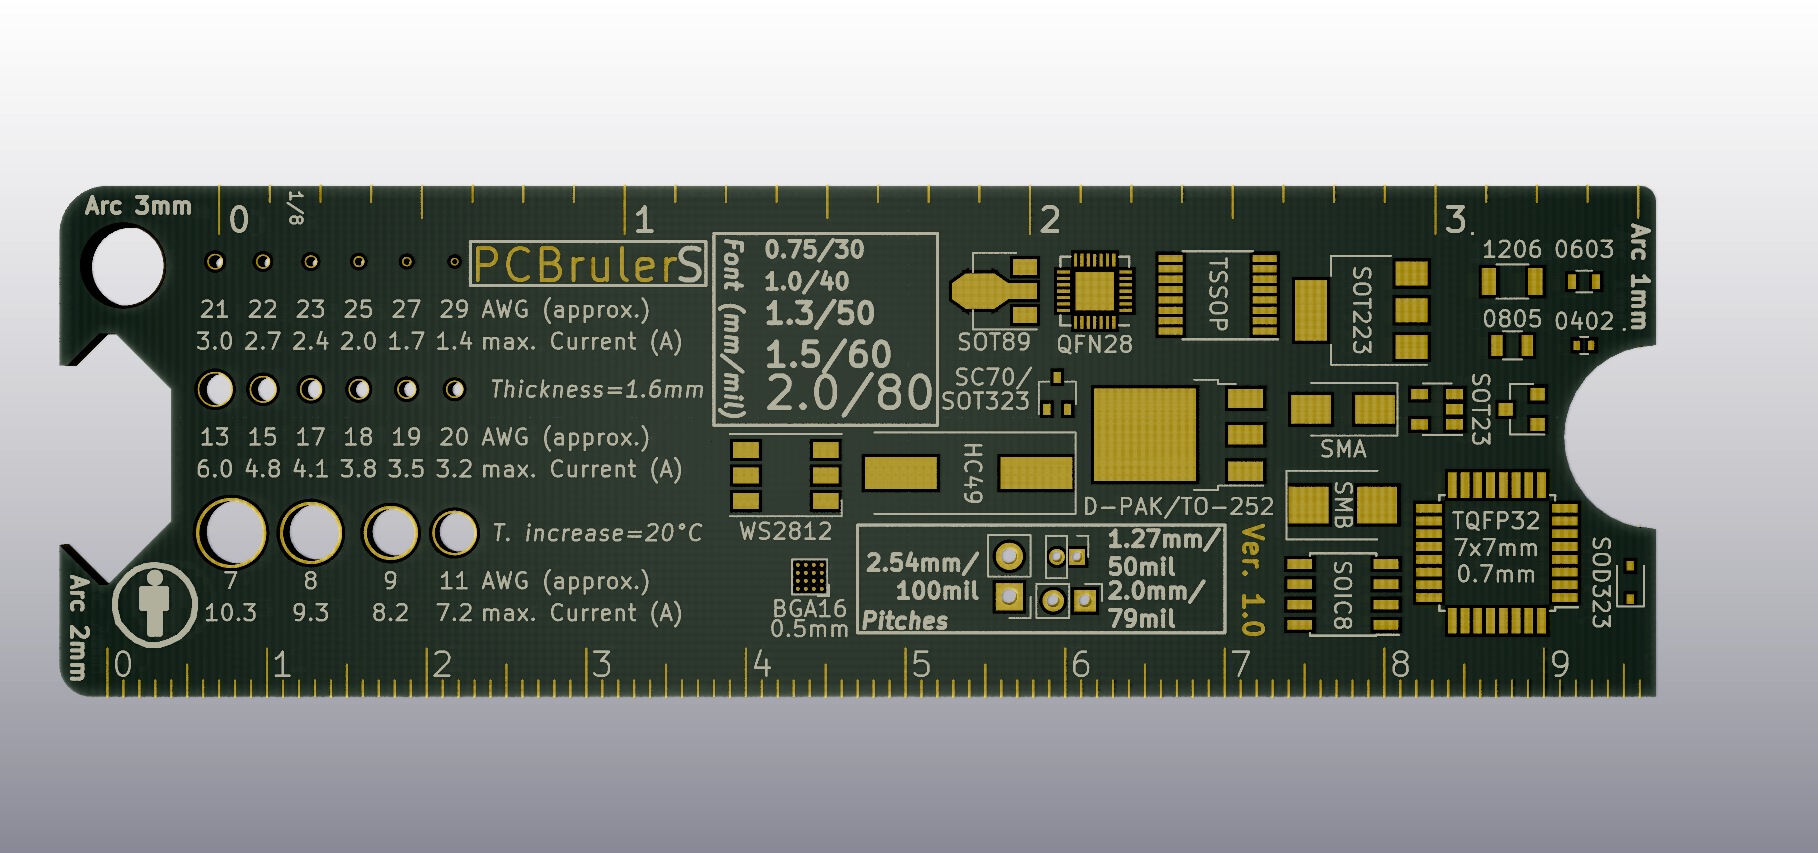 Arc 3mm
0 1/8 1 2 3.
PCBrulerS
21 22 23 25 27 29 AWG (approx.)
3.0 2.7 2.4 2.0 1.7 1.4 max. Current (A)
Thickness=1.6mm
13 15 17 18 19 20 AWG (approx.)
6.0 4.8 4.1 3.8 3.5 3.2 max. Current (A)
T. increase=20°C
7 8 9 11 AWG (approx.)
10.3 9.3 8.2 7.2 max. Current (A)
Arc 2mm
Font (mm/mil)
0.75/30
1.0/40
1.3/50
1.5/60
2.0/80
SOT89
QFN28
TSSOP
SOT223
1206 0603
0805 0402.
Arc 1mm
SC70/
SOT323
D-PAK/TO-252
SMA
SOT23
WS2812
HC49
SMB
BGA16
0.5mm
2.54mm/
100mil
Pitches
1.27mm/
50mil
2.0mm/
79mil
Ver. 1.0
SOIC8
TQFP32
7x7mm
0.7mm
SOD323
0 1 2 3 4 5 6 7 8 9